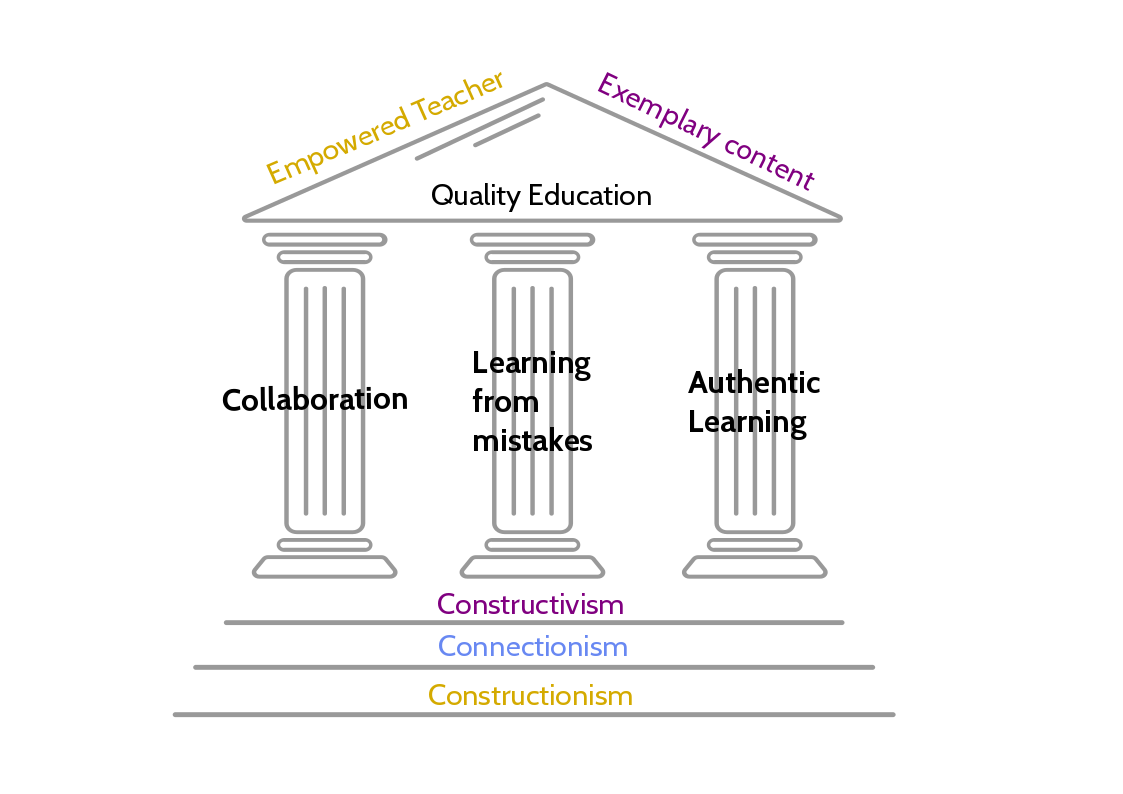 Empowered Teacher
Exemplary content
Quality Education
Collaboration
Learning
from
mistakes
Authentic
Learning
Constructivism
Connectionism
Constructionism